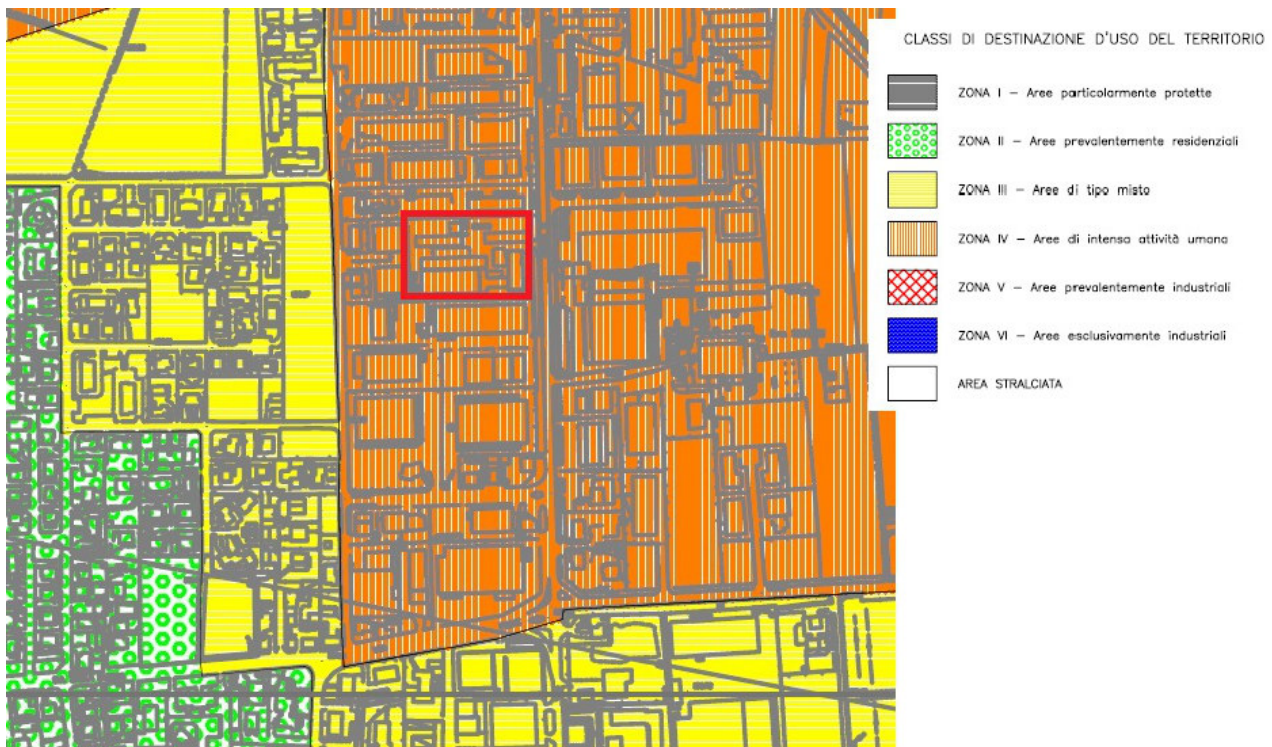 CLASSI DI DESTINAZIONE D'USO DEL TERRITORIO
ZONA I – Aree particolarmente protette
ZONA II – Aree prevalentemente residenziali
ZONA III – Aree di tipo misto
ZONA IV – Aree di intensa attività umana
ZONA V – Aree prevalentemente industriali
ZONA VI – Aree esclusivamente industriali
AREA STRALCIATA